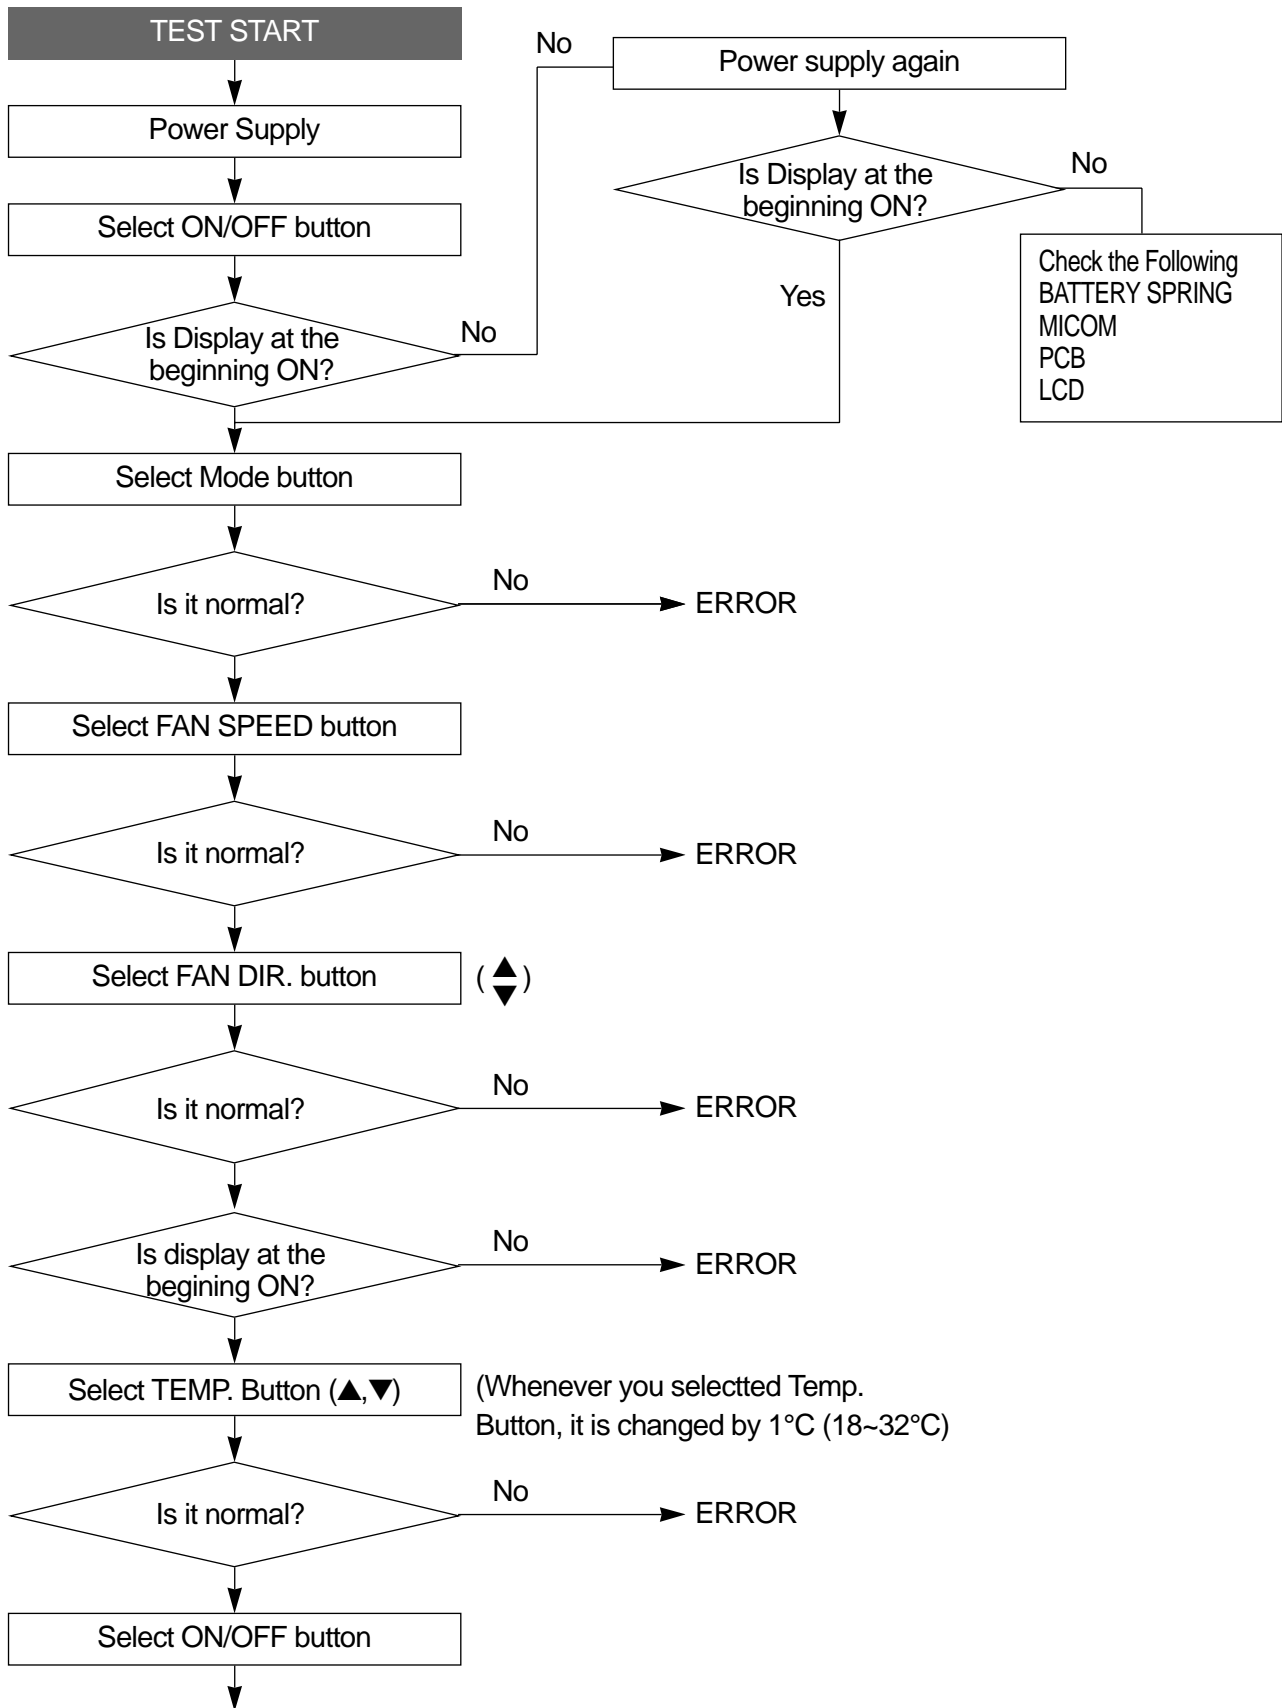 TEST START
No
Power supply again
Power Supply
Is Display at the
beginning ON?
No
Select ON/OFF button
Check the Following
BATTERY SPRING
MICOM
PCB
LCD
Yes
Is Display at the
beginning ON?
No
Select Mode button
Is it normal?
No
ERROR
Select FAN SPEED button
Is it normal?
No
ERROR
Select FAN DIR. button
(▲▼)
Is it normal?
No
ERROR
Is display at the
begining ON?
No
ERROR
Select TEMP. Button (▲,▼)
(Whenever you selectted Temp.
Button, it is changed by 1°C (18~32°C)
Is it normal?
No
ERROR
Select ON/OFF button